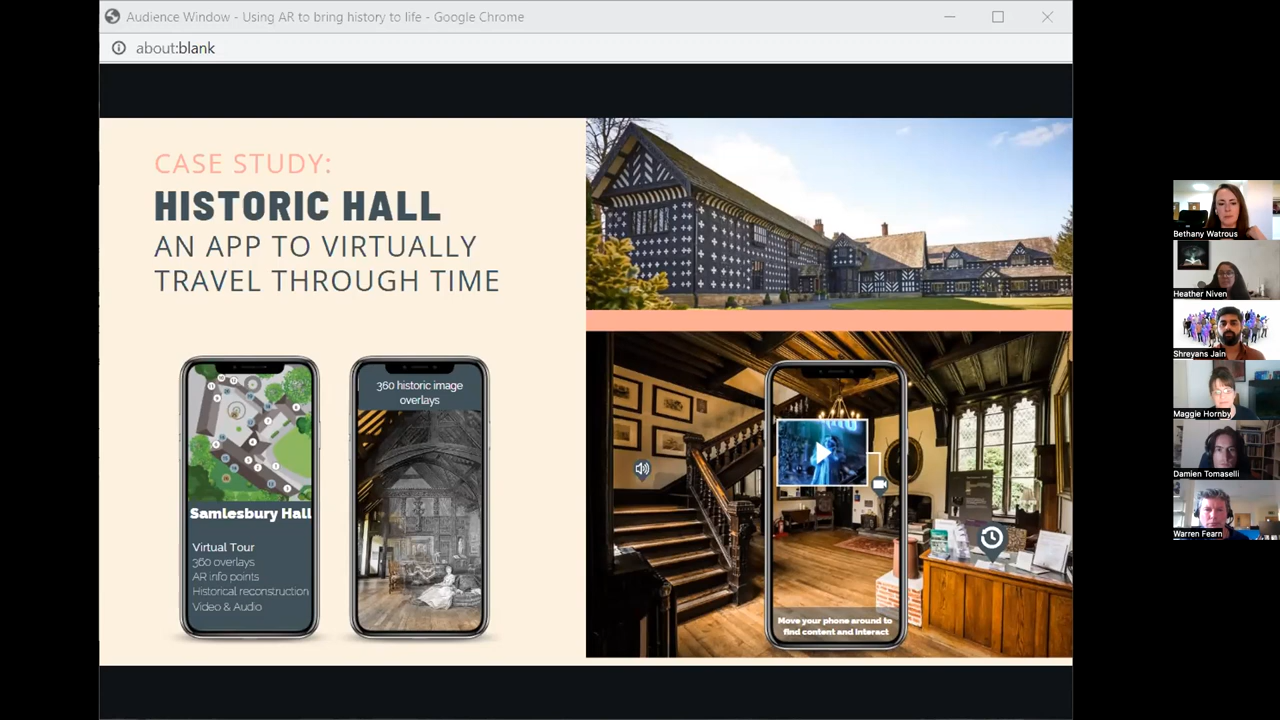 Audience Window - Using AR to bring history to life - Google Chrome
about:blank
CASE STUDY:
HISTORIC HALL
AN APP TO VIRTUALLY
TRAVEL THROUGH TIME
Samlesbury Hall
Virtual Tour
360 overlays
AR info points
Historical reconstruction
Video & Audio
360 historic image
overlays
Move your phone around to
find content and interact
Bethany Watrous
Heather Niven
Shreyans Jain
Maggie Hornby
Damien Tomaselli
Warren Fearn